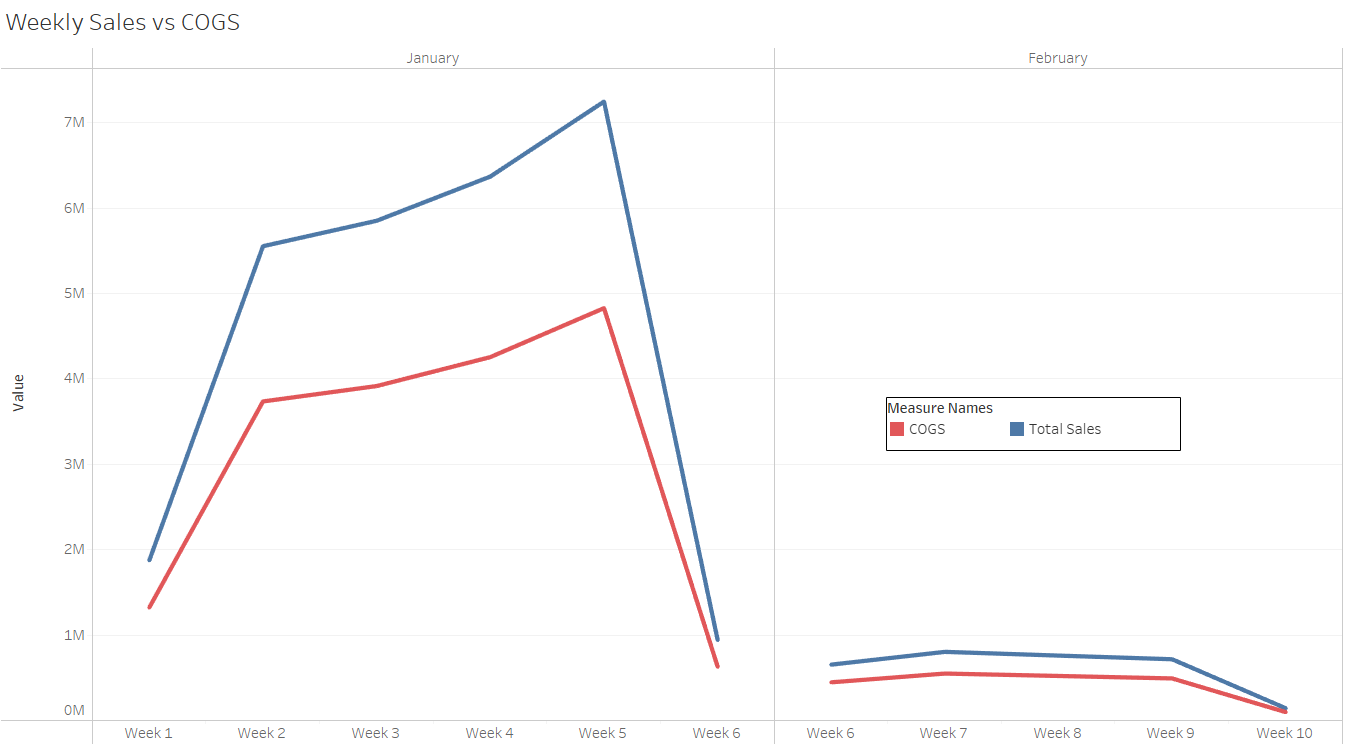 Weekly Sales vs COGS
January
February
7M
6M
5M
4M
3M
2M
1M
0M
Value
Measure Names
COGS
Total Sales
Week 1
Week 2
Week 3
Week 4
Week 5
Week 6
Week 6
Week 7
Week 8
Week 9
Week 10